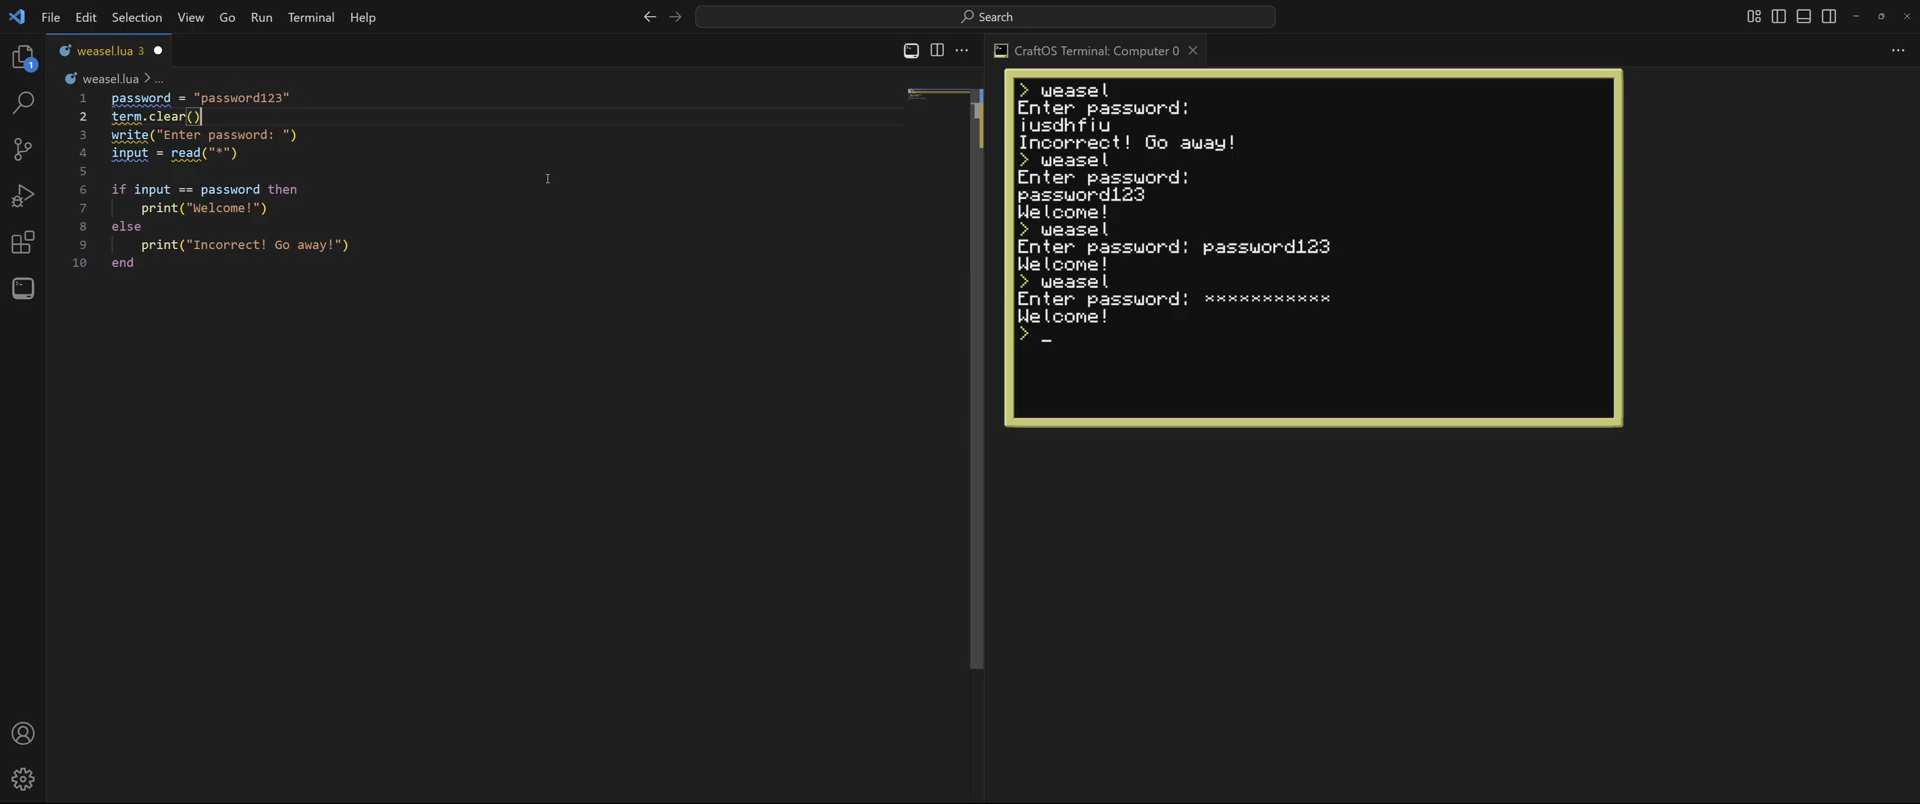 File Edit Selection View Go Run Terminal Help
Search
weasel.lua 3
CraftOS Terminal: Computer 0
1
weasel.lua > ...
1 password = "password123"
2 term.clear()
3 write("Enter password: ")
4 input = read("*")
5
6 if input == password then
7 print("Welcome!")
8 else
9 print("Incorrect! Go away!")
10 end
> weasel
Enter password:
iusdhfiu
Incorrect! Go away!
> weasel
Enter password:
password123
Welcome!
> weasel
Enter password: password123
Welcome!
> weasel
Enter password: ***********
Welcome!
> _